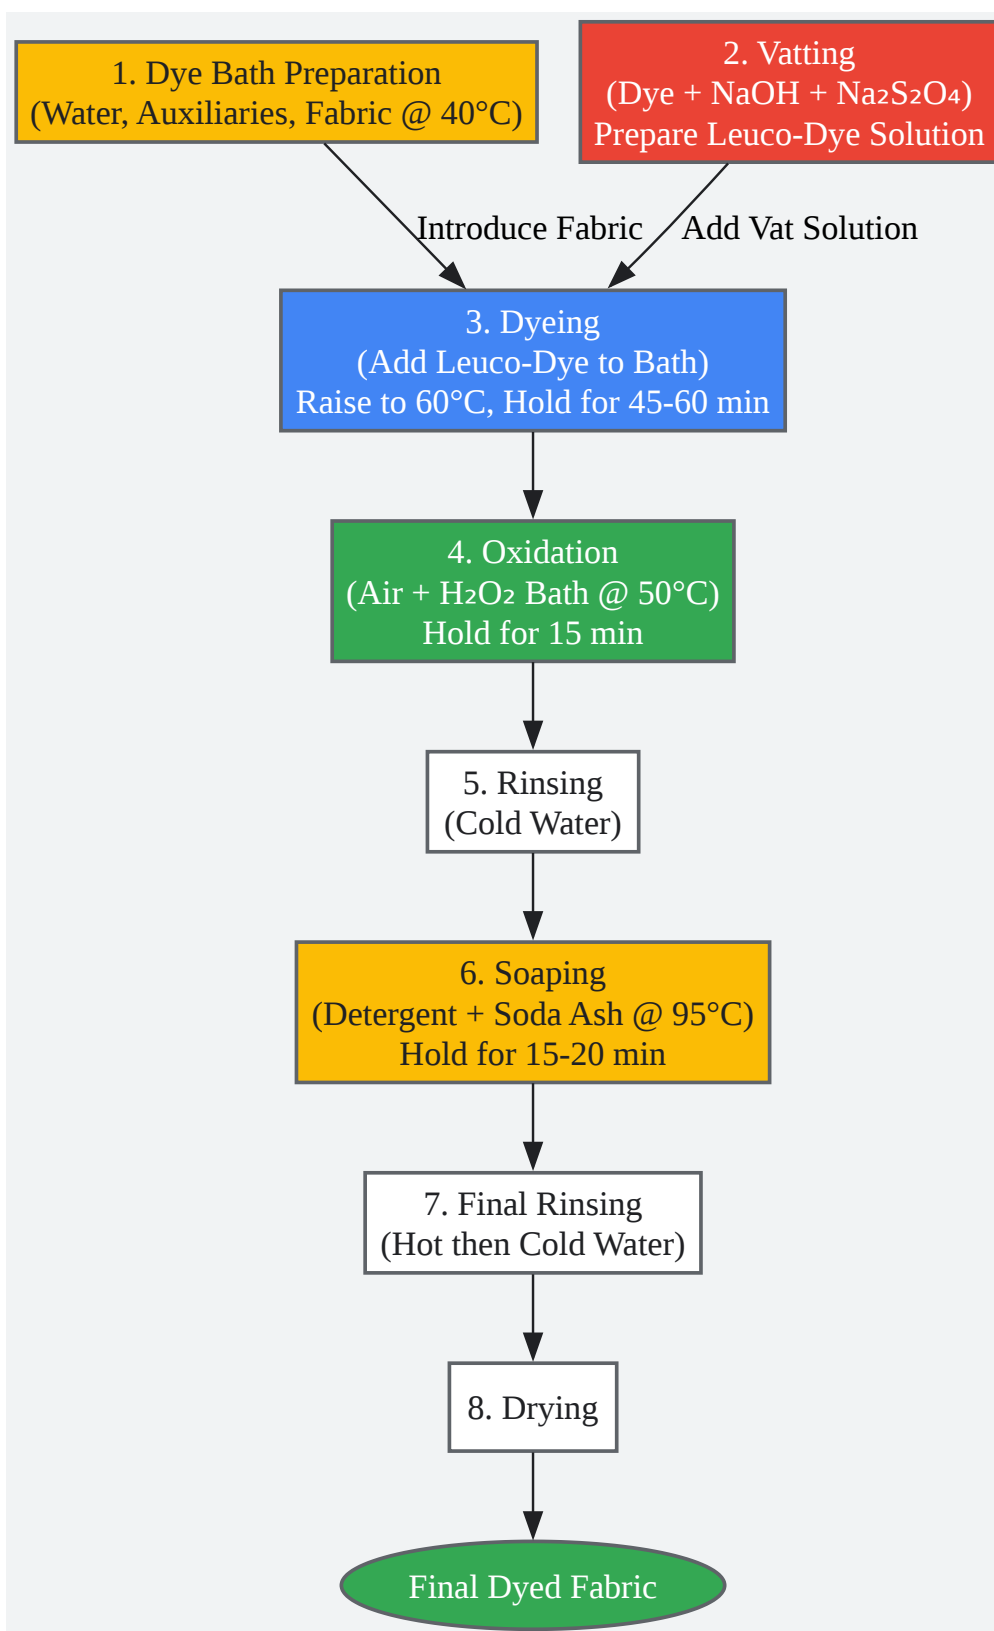 1. Dye Bath Preparation
(Water, Auxiliaries, Fabric @ 40°C)
2. Vatting
(Dye + NaOH + Na₂S₂O₄)
Prepare Leuco-Dye Solution
Introduce Fabric
Add Vat Solution
3. Dyeing
(Add Leuco-Dye to Bath)
Raise to 60°C, Hold for 45-60 min
4. Oxidation
(Air + H₂O₂ Bath @ 50°C)
Hold for 15 min
5. Rinsing
(Cold Water)
6. Soaping
(Detergent + Soda Ash @ 95°C)
Hold for 15-20 min
7. Final Rinsing
(Hot then Cold Water)
8. Drying
Final Dyed Fabric